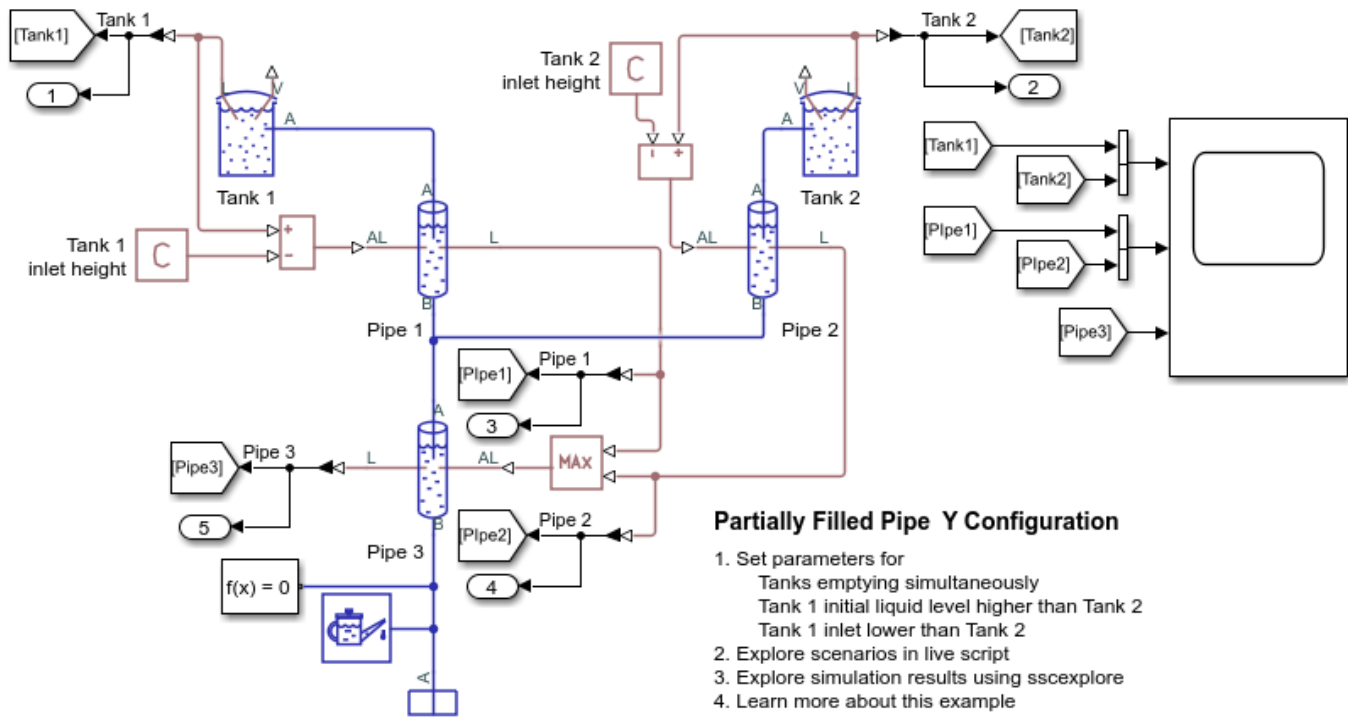 [Tank1]
Tank 1
1
L
V
A
Tank 1
Tank 1
inlet height
C
+
-
AL
A
L
B
Pipe 1
Tank 2
inlet height
C
-
+
AL
A
L
B
Pipe 2
V
L
A
Tank 2
Tank 2
[Tank2]
2
[Tank1]
[Tank2]
[PIpe1]
[PIpe2]
[Pipe3]
[PIpe1]
Pipe 1
3
[Pipe3]
Pipe 3
5
L
A
AL
B
MAX
Pipe 3
[PIpe2]
Pipe 2
4
f(x) = 0
A
Partially Filled Pipe Y Configuration
1. Set parameters for
Tanks emptying simultaneously
Tank 1 initial liquid level higher than Tank 2
Tank 1 inlet lower than Tank 2
2. Explore scenarios in live script
3. Explore simulation results using sscexplore
4. Learn more about this example